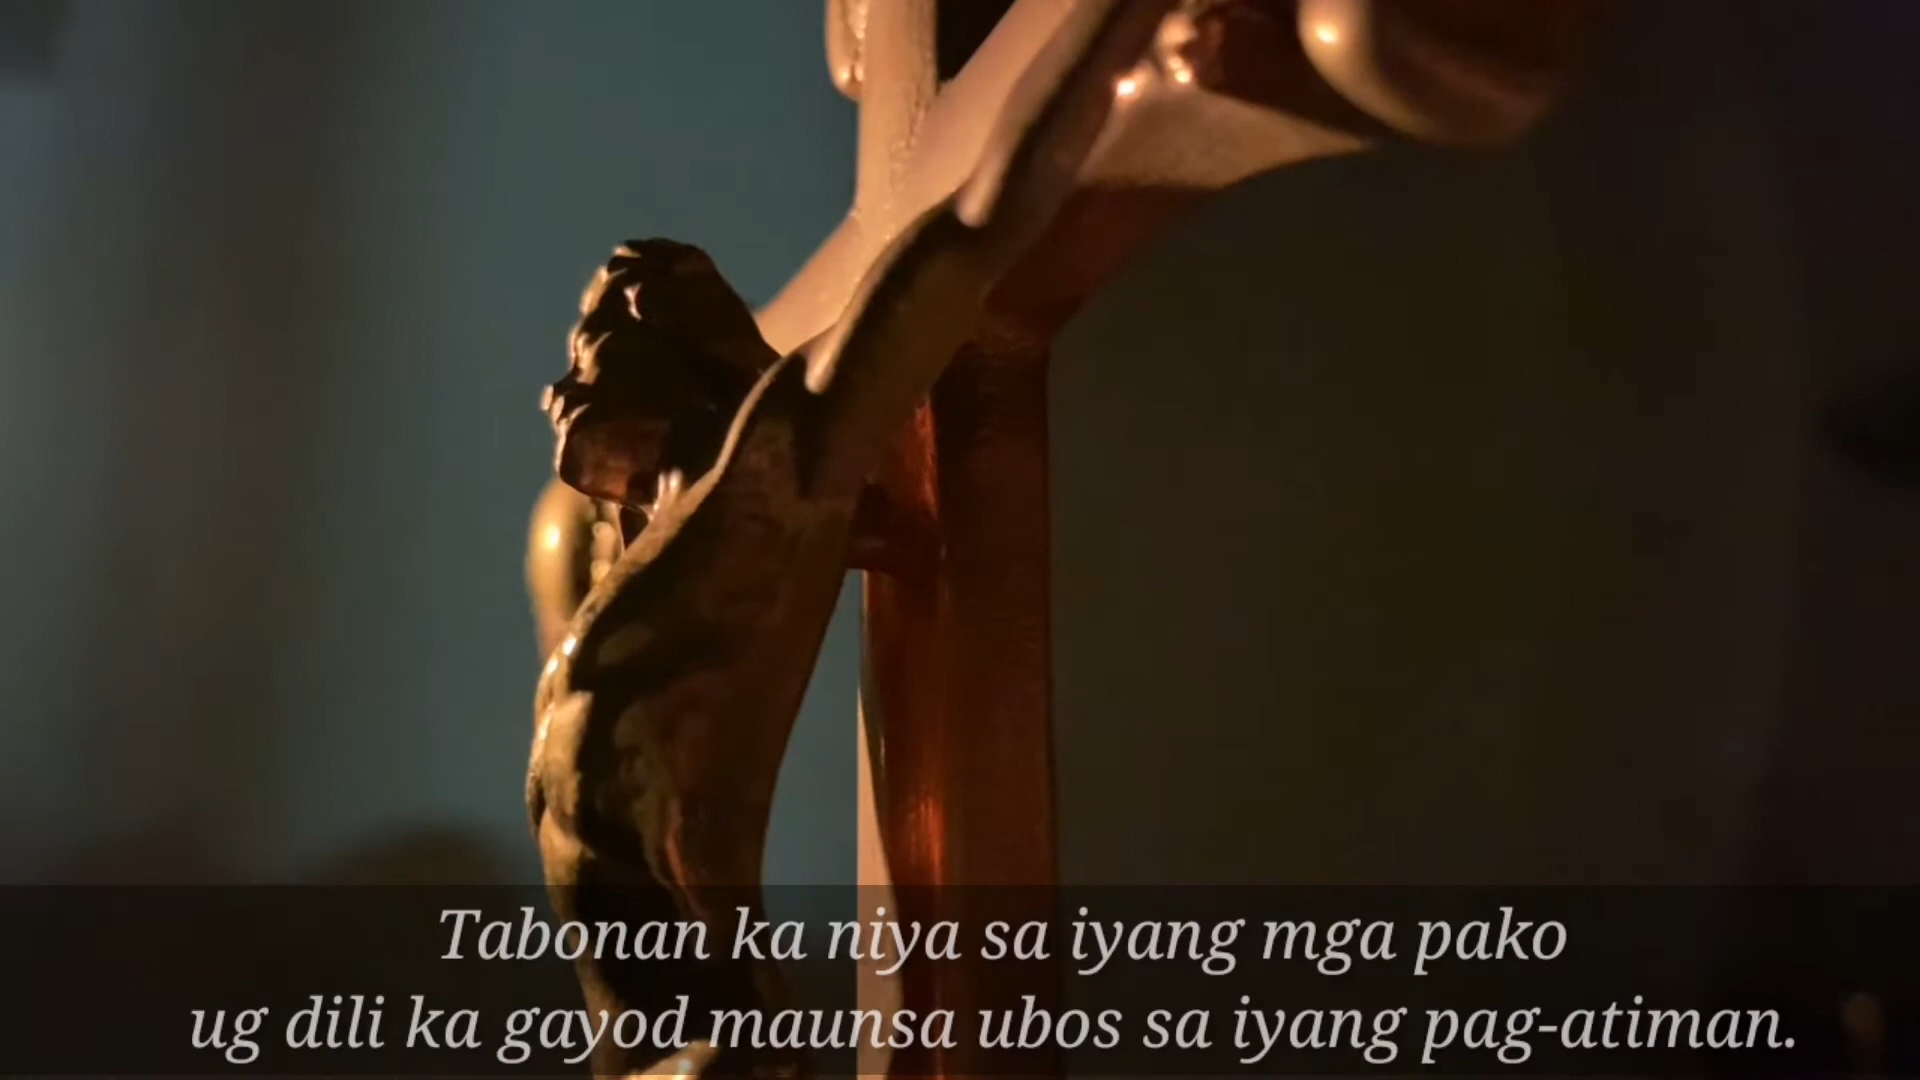 Tabonan ka niya sa iyang mga pako
ug dili ka gayod maunsa ubos sa iyang pag-atiman.